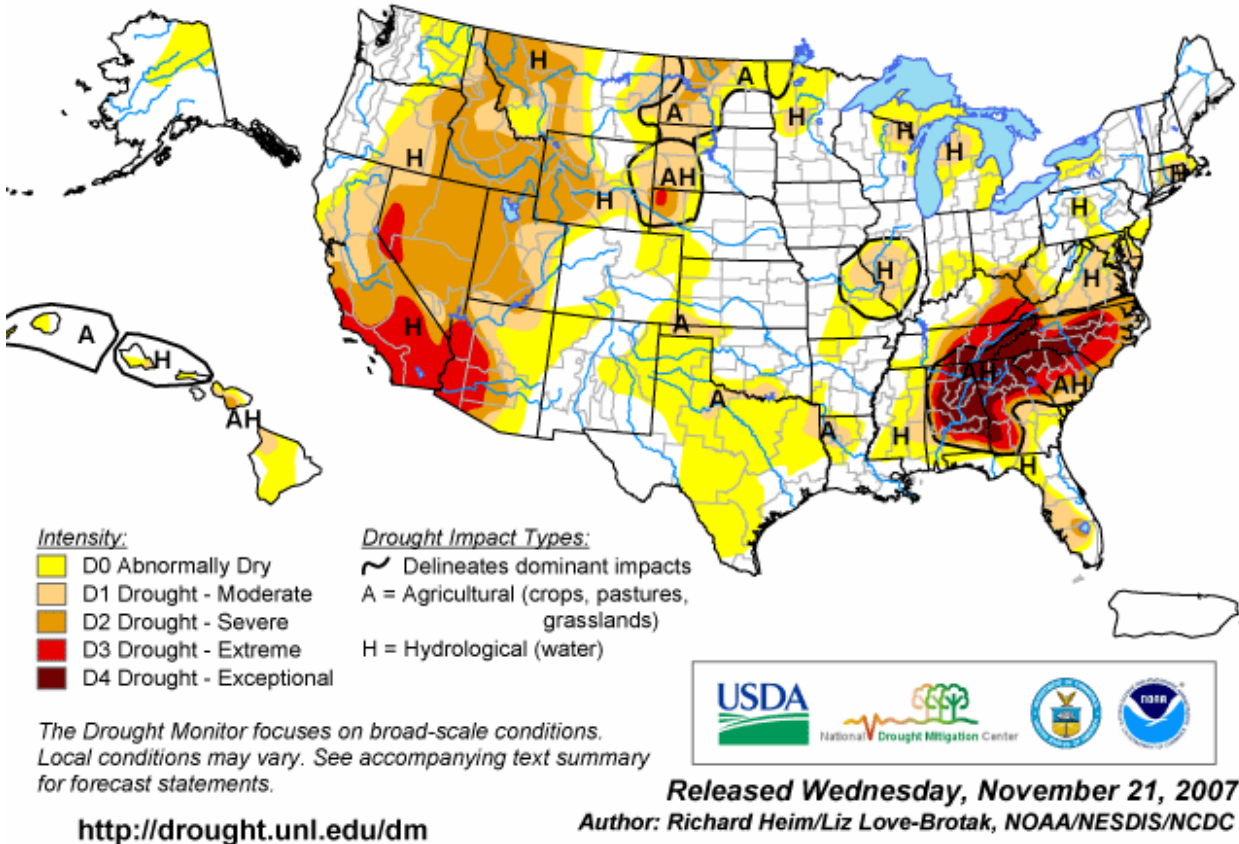 H
A
A
H
H
H
H
AH
H
H
H
H
H
H
A
A
H
AH
AH
AH
A
A
H
H
Intensity:
D0 Abnormally Dry
D1 Drought - Moderate
D2 Drought - Severe
D3 Drought - Extreme
D4 Drought - Exceptional
Drought Impact Types:
Delineates dominant impacts
A = Agricultural (crops, pastures,
grasslands)
H = Hydrological (water)
USDA
National Drought Mitigation Center
NOAA
The Drought Monitor focuses on broad-scale conditions.
Local conditions may vary. See accompanying text summary
for forecast statements.
http://drought.unl.edu/dm
Released Wednesday, November 21, 2007
Author: Richard Heim/Liz Love-Brotak, NOAA/NESDIS/NCDC